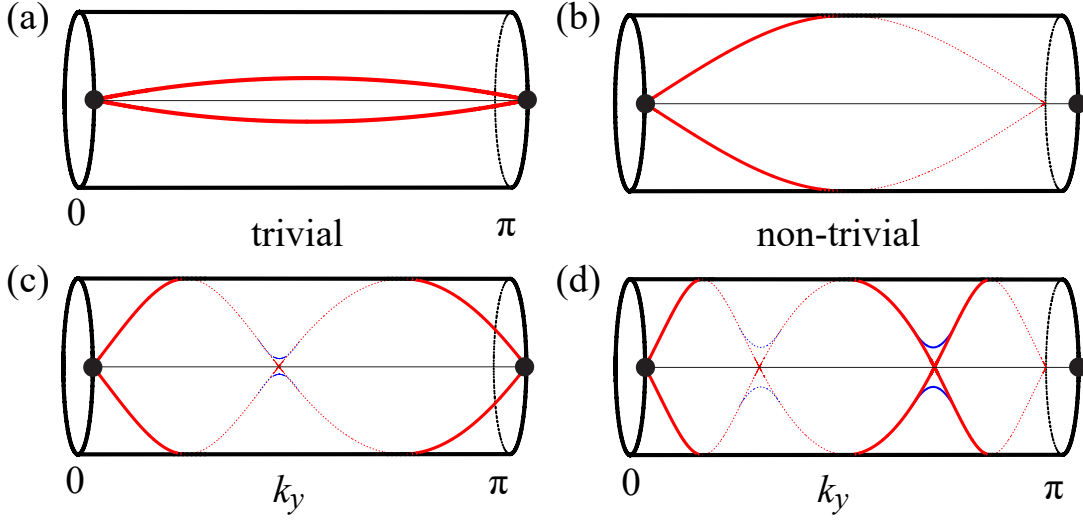 (a)
(b)
0
π
trivial
non-trivial
(c)
(d)
0
k_y
π
0
k_y
π